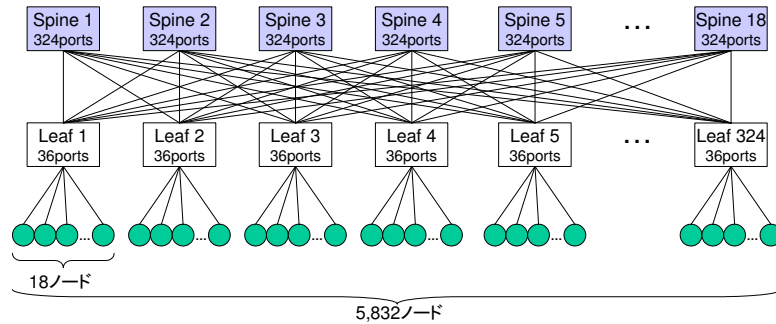 Spine 1 Spine 2 Spine 3 Spine 4 Spine 5 ... Spine 18
324ports 324ports 324ports 324ports 324ports 324ports
Leaf 1 Leaf 2 Leaf 3 Leaf 4 Leaf 5 ... Leaf 324
36ports 36ports 36ports 36ports 36ports 36ports
... ... ... ... ... ...
18ノード
5,832ノード